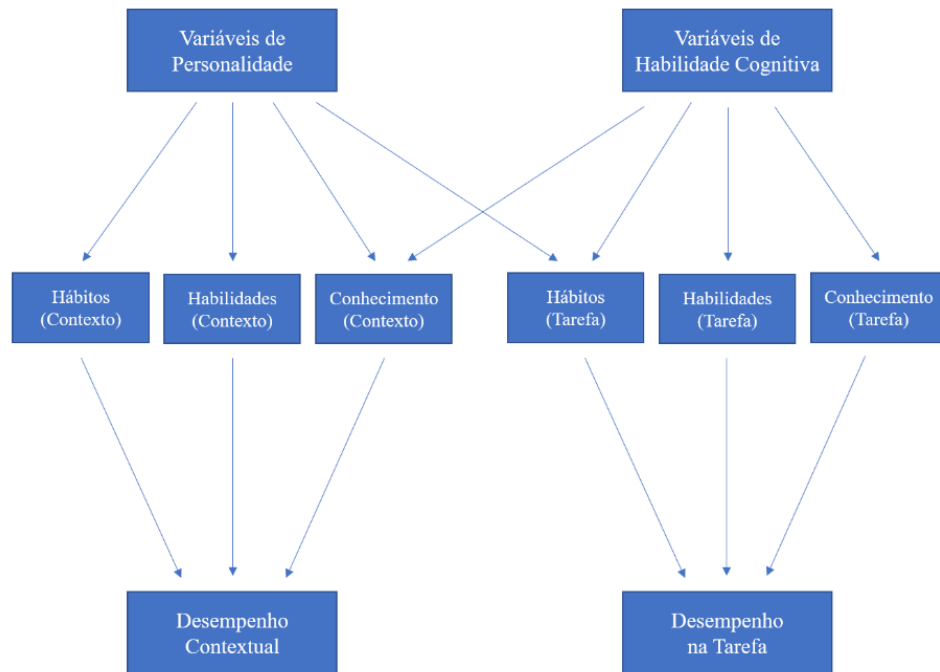 Variáveis de
Personalidade
Variáveis de
Habilidade Cognitiva
Hábitos
(Contexto)
Habilidades
(Contexto)
Conhecimento
(Contexto)
Hábitos
(Tarefa)
Habilidades
(Tarefa)
Conhecimento
(Tarefa)
Desempenho
Contextual
Desempenho
na Tarefa